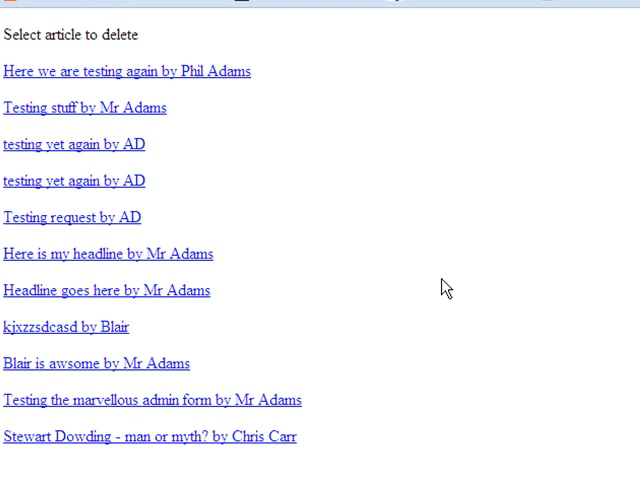 Select article to delete
Here we are testing again by Phil Adams
Testing stuff by Mr Adams
testing yet again by AD
testing yet again by AD
Testing request by AD
Here is my headline by Mr Adams
Headline goes here by Mr Adams
kjxzzsdcasd by Blair
Blair is awsome by Mr Adams
Testing the marvellous admin form by Mr Adams
Stewart Dowding - man or myth? by Chris Carr